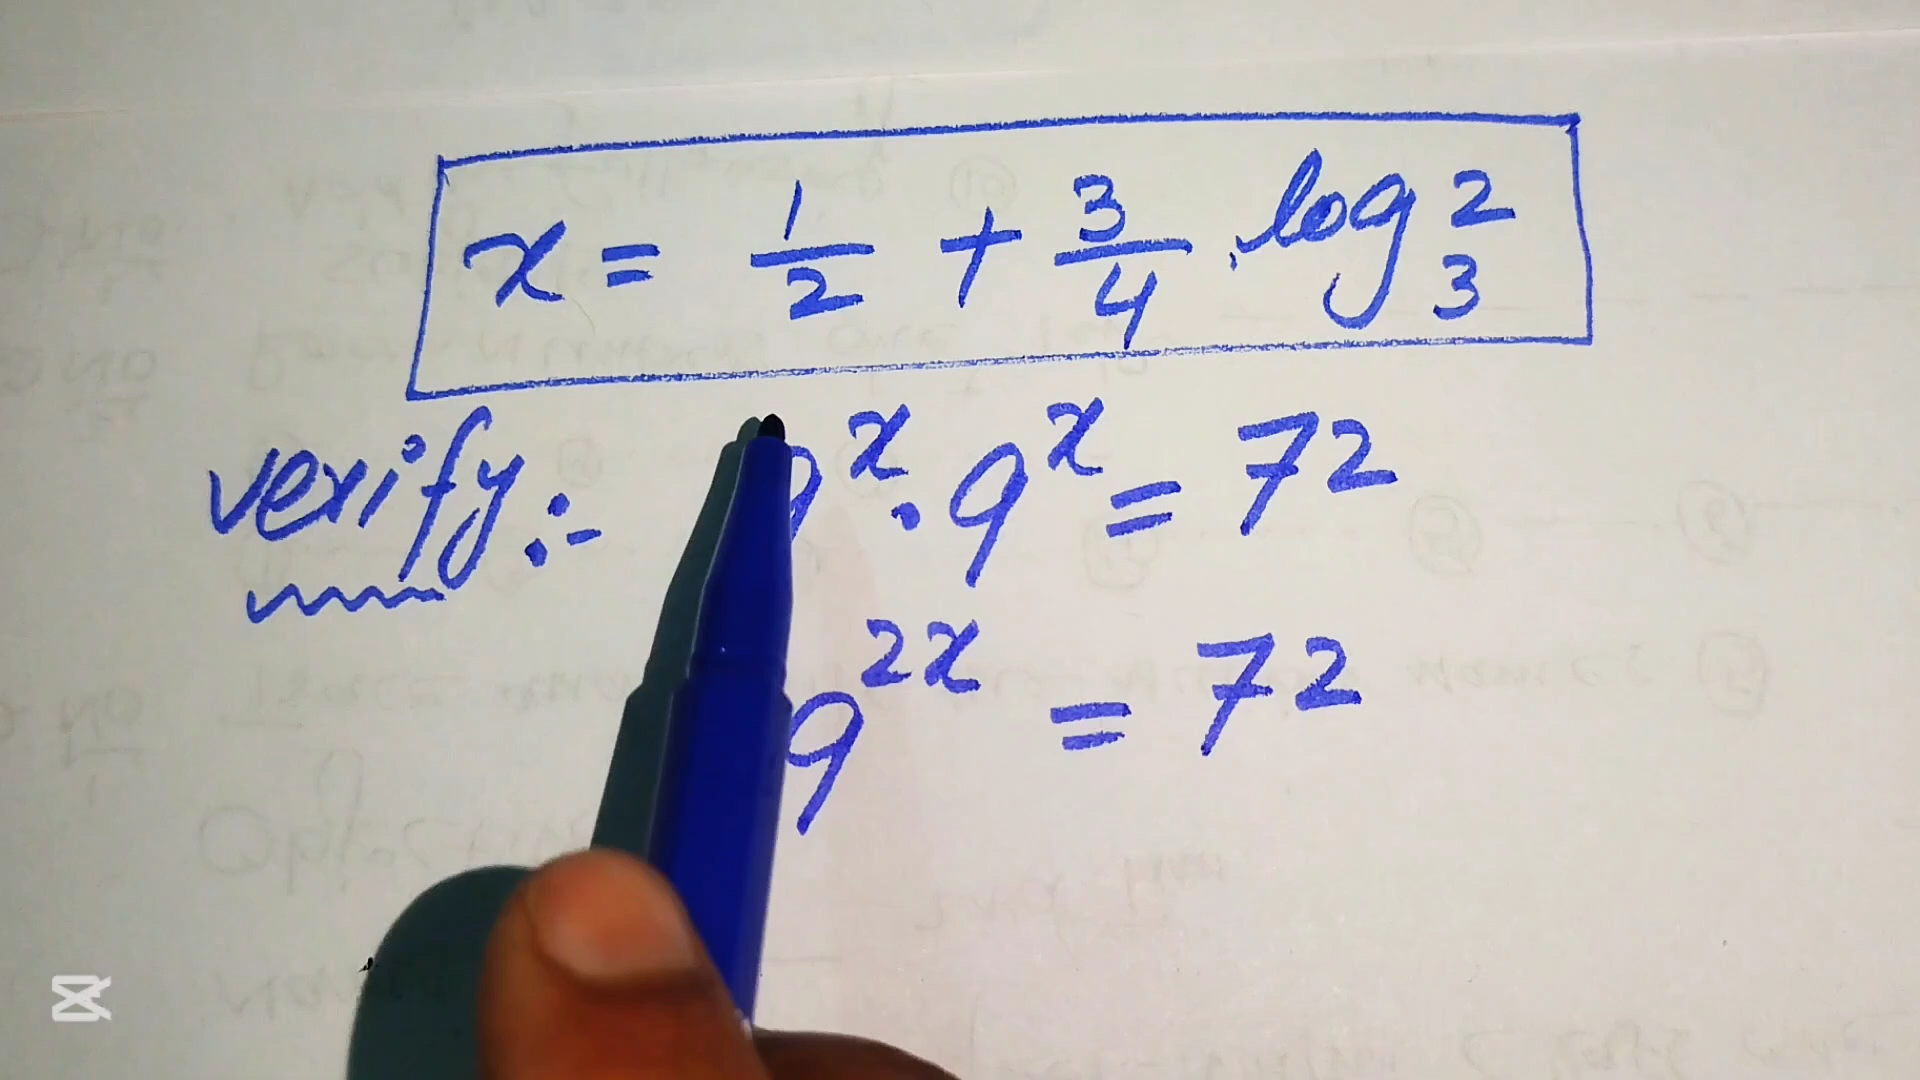 x = 1/2 + 3/4 . log 2 3
verify :- 9^x . 9^x = 72
9^2x = 72